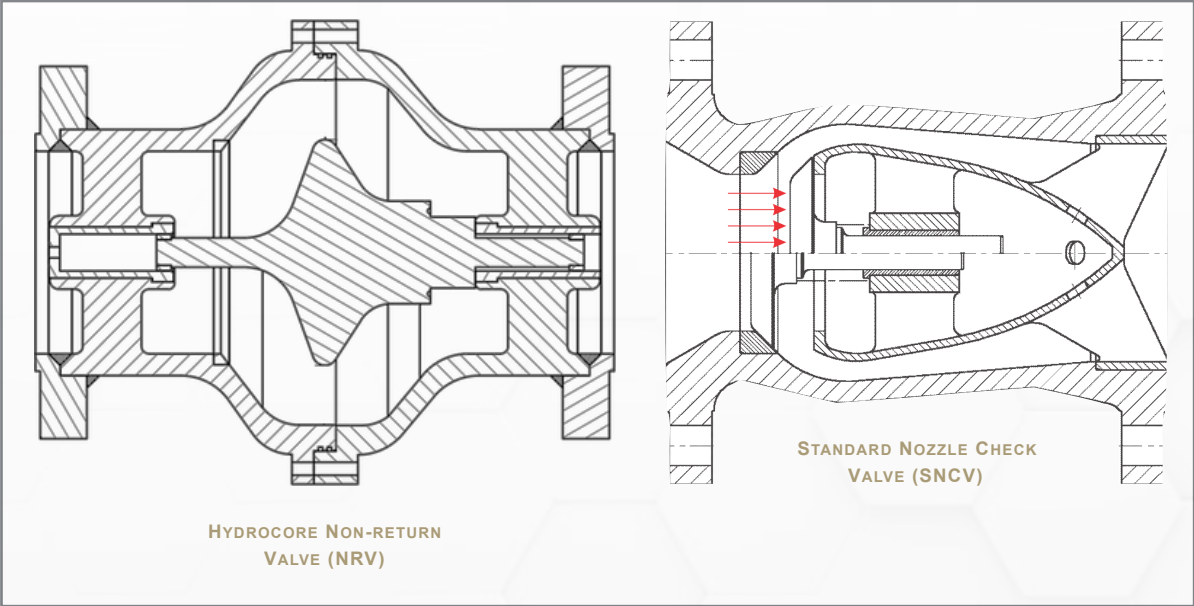 HYDROCORE NON-RETURN
VALVE (NRV)
STANDARD NOZZLE CHECK
VALVE (SNCV)